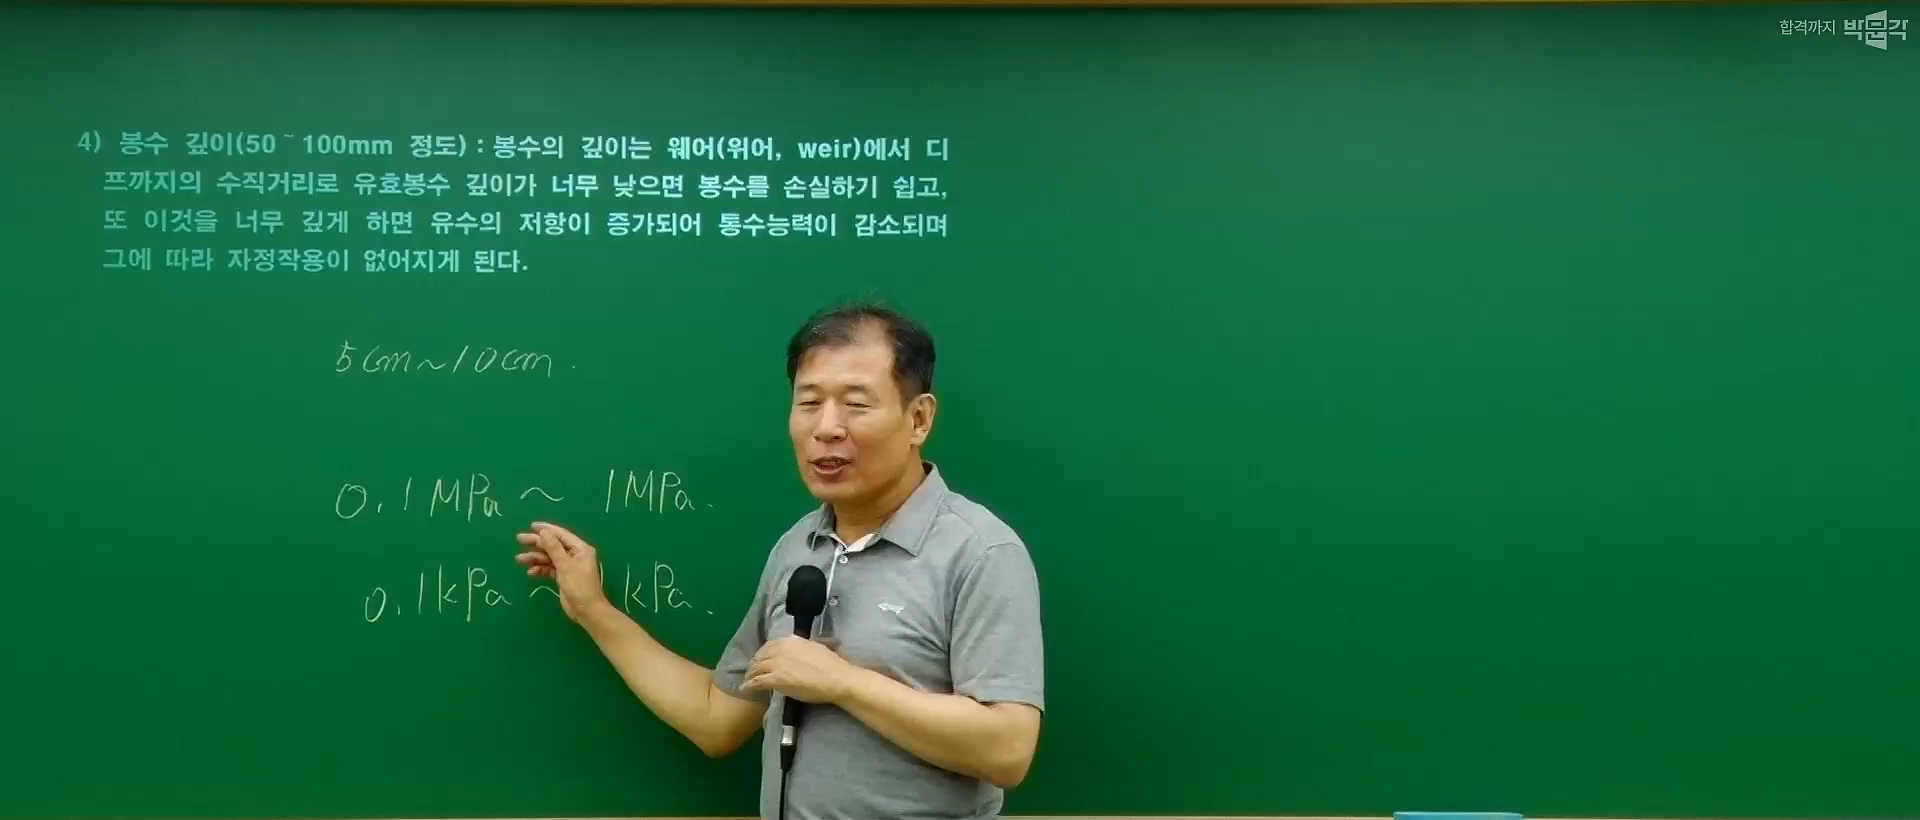 합격까지 박문각
4) 봉수 깊이(50~100mm 정도) : 봉수의 깊이는 웨어(위어, weir)에서 디
프까지의 수직거리로 유효봉수 깊이가 너무 낮으면 봉수를 손실하기 쉽고,
또 이것을 너무 깊게 하면 유수의 저항이 증가되어 통수능력이 감소되며
그에 따라 자정작용이 없어지게 된다.
5cm~10cm.
0.1MPa ~ 1MPa.
0.1kPa ~ kPa.